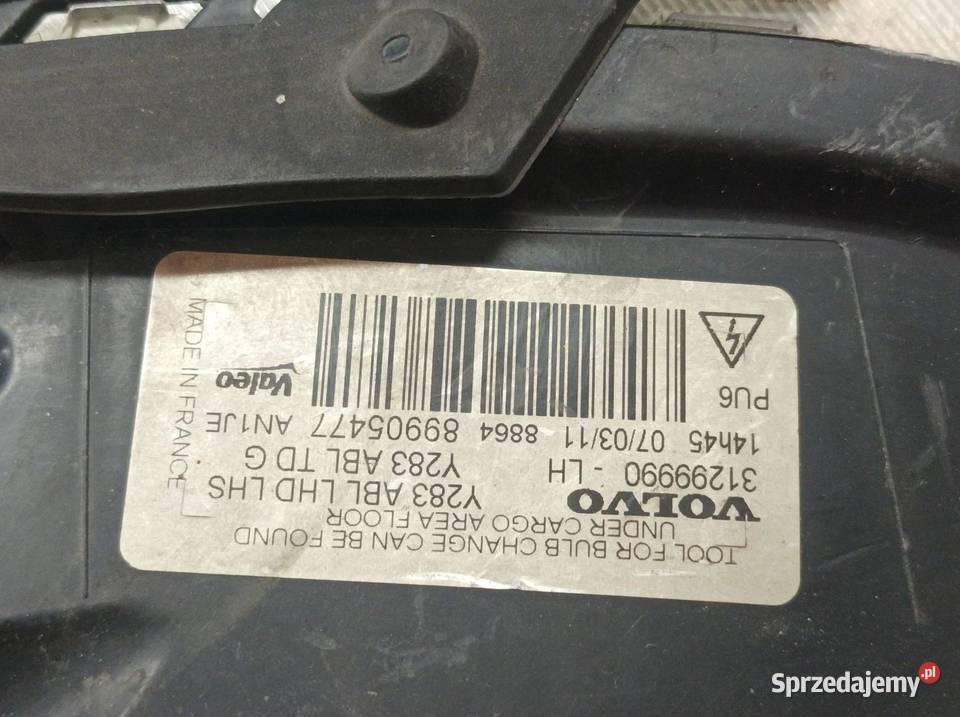 TOOL FOR BULB CHANGE CAN BE FOUND
UNDER CARGO AREA FLOOR
VOLVO
Y283 ABL LHD LHS
31299990 - LH
Y283 ABL TD G
14h45 07/03/11 8864 89905477 AN1JE
PU6
Valeo
MADE IN FRANCE
Sprzedajemy.pl